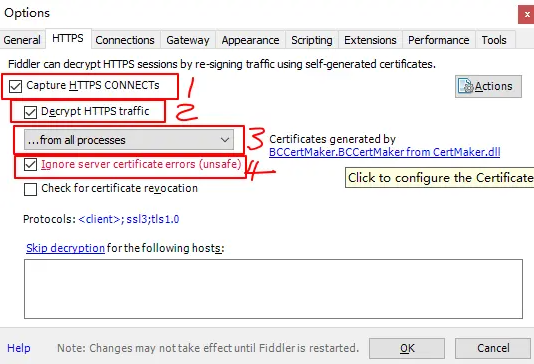 Options
General HTTPS Connections Gateway Appearance Scripting Extensions Performance Tools
Fiddler can decrypt HTTPS sessions by re-signing traffic using self-generated certificates.
Capture HTTPS CONNECTs 1 Actions
Decrypt HTTPS traffic 2
...from all processes 3 Certificates generated by
BCCertMaker.BCCertMaker from CertMaker.dll
Ignore server certificate errors (unsafe) 4
Click to configure the Certificate
Check for certificate revocation
Protocols: <client>; ssl3;tls1.0
Skip decryption for the following hosts:
Help Note: Changes may not take effect until Fiddler is restarted. OK Cancel